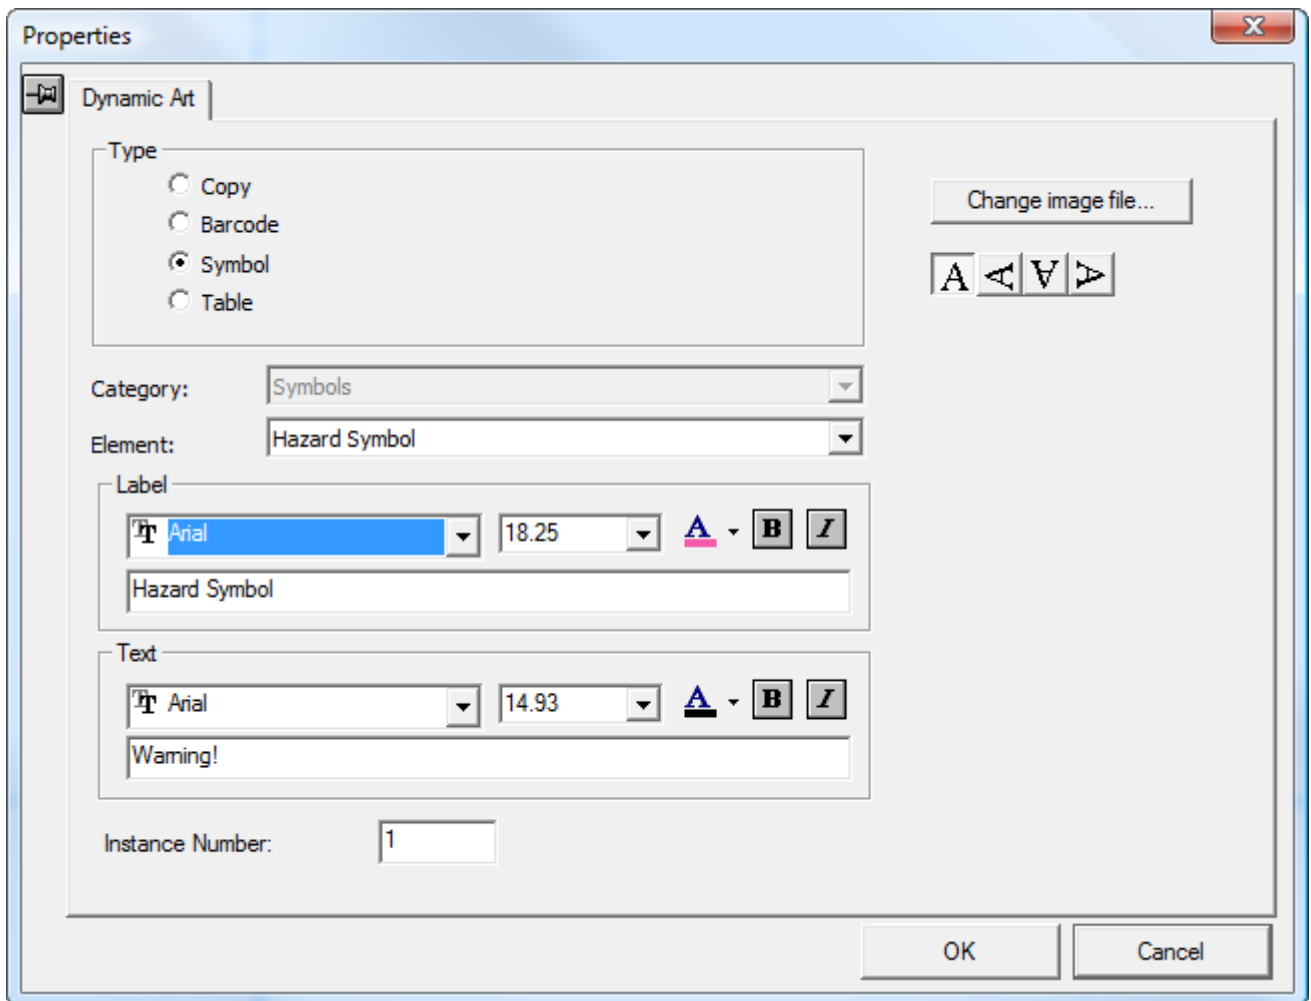 Properties
Dynamic Art
Type
Copy
Barcode
Symbol
Table
Change image file...
A A A A
Category: Symbols
Element: Hazard Symbol
Label
Arial 18.25 A B I
Hazard Symbol
Text
Arial 14.93 A B I
Warning!
Instance Number: 1
OK Cancel